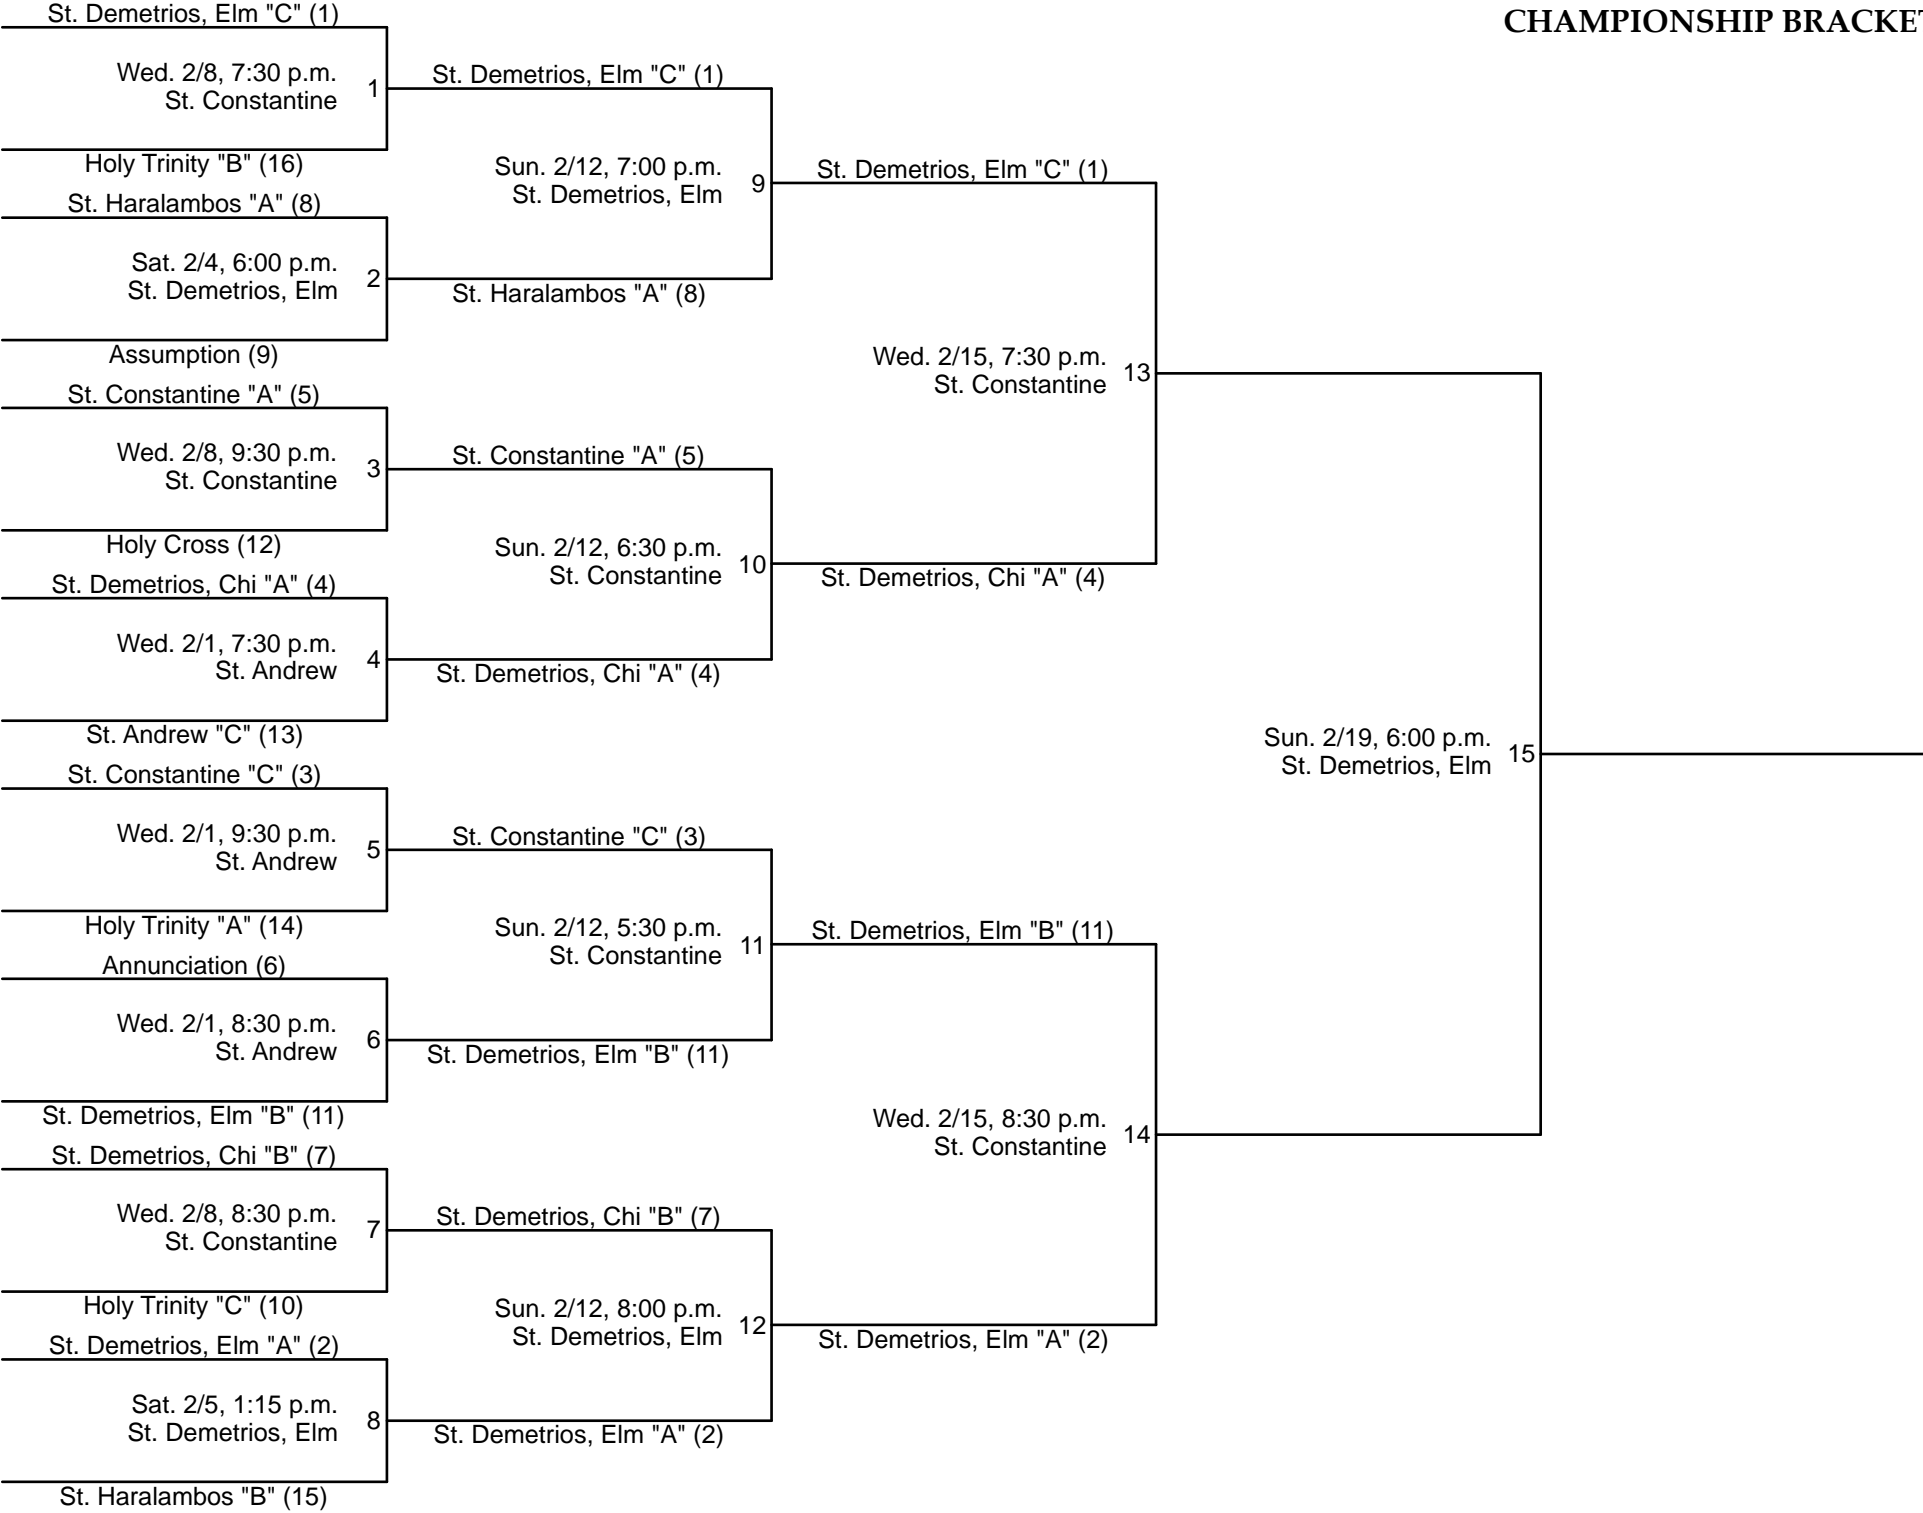 St. Demetrios, Elm "C" (1)
CHAMPIONSHIP BRACKET
Wed. 2/8, 7:30 p.m.
St. Constantine
1
Holy Trinity "B" (16)
St. Haralambos "A" (8)
Sat. 2/4, 6:00 p.m.
St. Demetrios, Elm
2
Assumption (9)
St. Constantine "A" (5)
Wed. 2/8, 9:30 p.m.
St. Constantine
3
Holy Cross (12)
St. Demetrios, Chi "A" (4)
Wed. 2/1, 7:30 p.m.
St. Andrew
4
St. Andrew "C" (13)
St. Constantine "C" (3)
Wed. 2/1, 9:30 p.m.
St. Andrew
5
Holy Trinity "A" (14)
Annunciation (6)
Wed. 2/1, 8:30 p.m.
St. Andrew
6
St. Demetrios, Elm "B" (11)
St. Demetrios, Chi "B" (7)
Wed. 2/8, 8:30 p.m.
St. Constantine
7
Holy Trinity "C" (10)
St. Demetrios, Elm "A" (2)
Sat. 2/5, 1:15 p.m.
St. Demetrios, Elm
8
St. Haralambos "B" (15)
St. Demetrios, Elm "C" (1)
Sun. 2/12, 7:00 p.m.
St. Demetrios, Elm
9
St. Haralambos "A" (8)
St. Constantine "A" (5)
Sun. 2/12, 6:30 p.m.
St. Constantine
10
St. Demetrios, Chi "A" (4)
St. Constantine "C" (3)
Sun. 2/12, 5:30 p.m.
St. Constantine
11
St. Demetrios, Elm "B" (11)
St. Demetrios, Chi "B" (7)
Sun. 2/12, 8:00 p.m.
St. Demetrios, Elm
12
St. Demetrios, Elm "A" (2)
St. Demetrios, Elm "C" (1)
Wed. 2/15, 7:30 p.m.
St. Constantine
13
St. Demetrios, Chi "A" (4)
St. Demetrios, Elm "B" (11)
Wed. 2/15, 8:30 p.m.
St. Constantine
14
St. Demetrios, Elm "A" (2)
Sun. 2/19, 6:00 p.m.
St. Demetrios, Elm
15